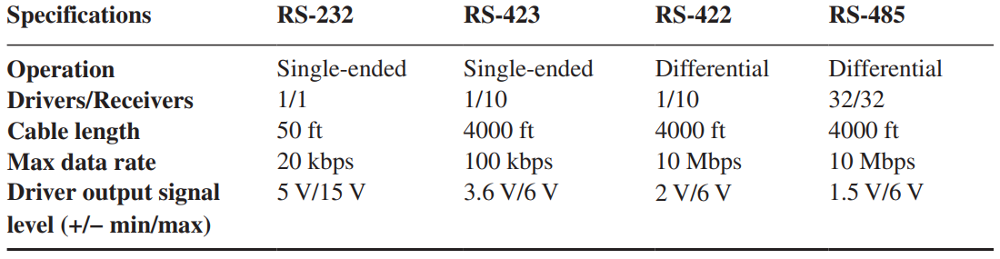 Specifications RS-232 RS-423 RS-422 RS-485
Operation Single-ended Single-ended Differential Differential
Drivers/Receivers 1/1 1/10 1/10 32/32
Cable length 50 ft 4000 ft 4000 ft 4000 ft
Max data rate 20 kbps 100 kbps 10 Mbps 10 Mbps
Driver output signal 5 V/15 V 3.6 V/6 V 2 V/6 V 1.5 V/6 V
level (+/− min/max)